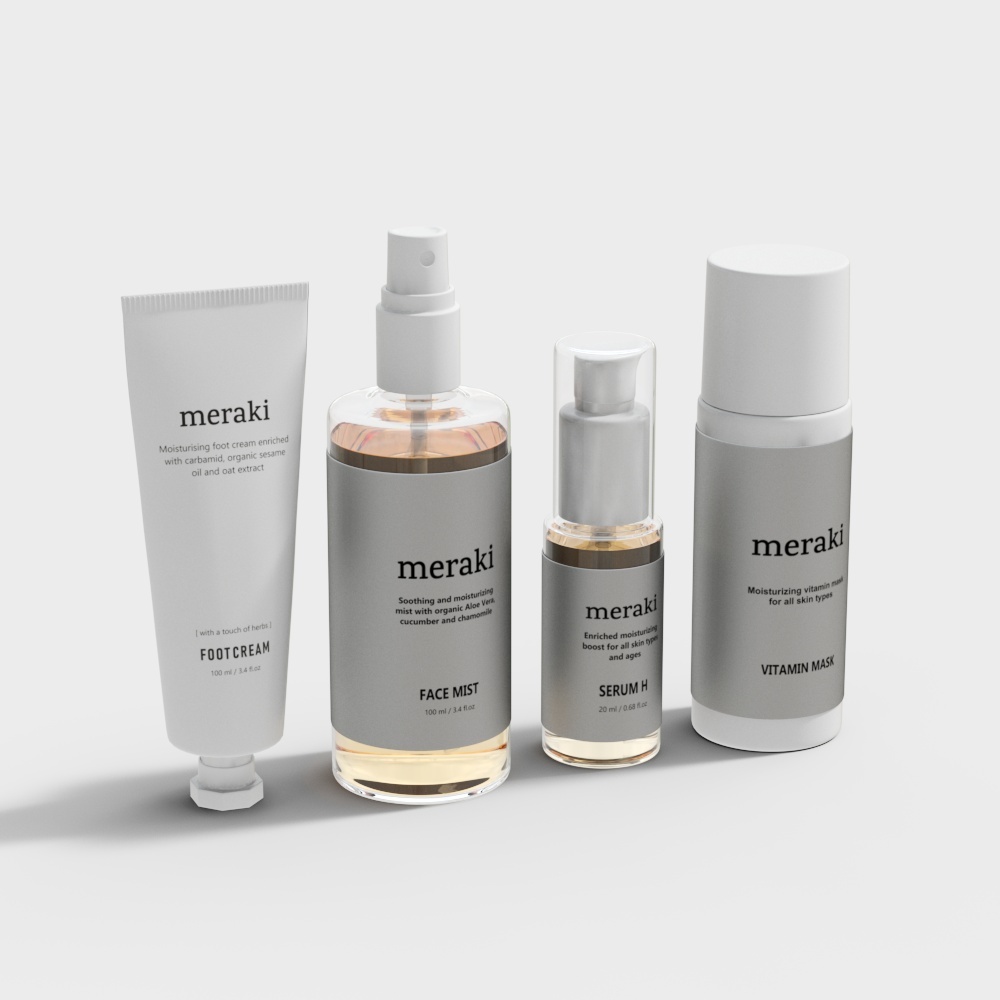 meraki
Moisturising foot cream enriched
with carbamid, organic sesame
oil and oat extract
[ with a touch of herbs ]
FOOTCREAM
100 ml / 3.4 fl.oz
meraki
Soothing and moisturizing
mist with organic Aloe Vera,
cucumber and chamomile
FACE MIST
100 ml / 3.4 fl.oz
meraki
Enriched moisturizing
boost for all skin types
and ages
SERUM H
20 ml / 0.68 fl.oz
meraki
Moisturizing vitamin mask
for all skin types
VITAMIN MASK